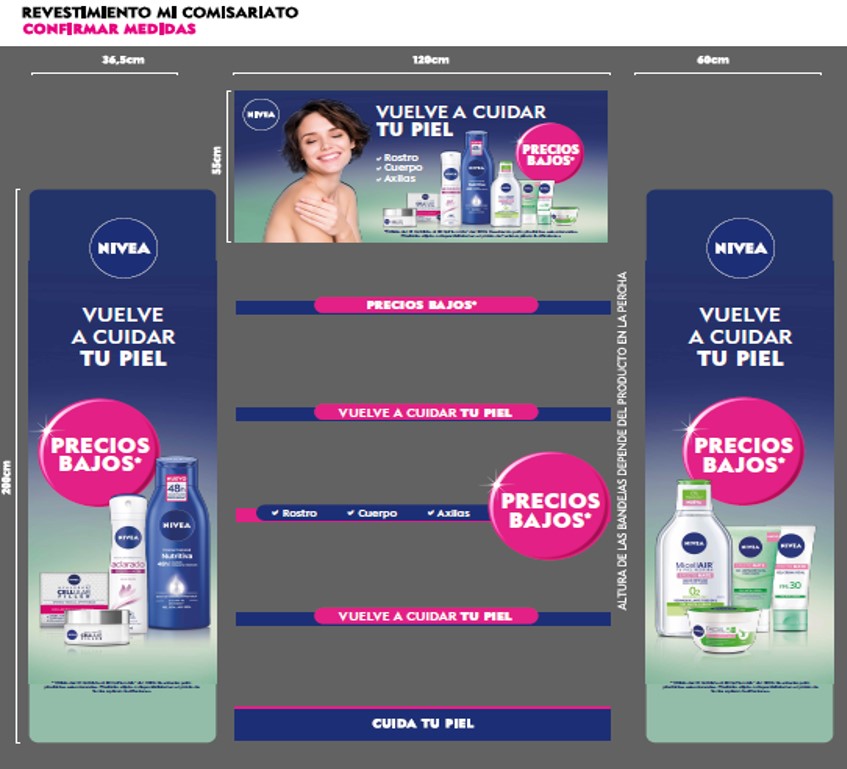 REVESTIMIENTO MI COMISARIATO
CONFIRMAR MEDIDAS
36,5cm
120cm
60cm
55cm
200cm
NIVEA
VUELVE A CUIDAR
TU PIEL
Rostro
Cuerpo
Axilas
PRECIOS
BAJOS*
NIVEA
VUELVE
A CUIDAR
TU PIEL
PRECIOS
BAJOS*
NUEVO
48h
NIVEA
Nutritiva
NIVEA
aclarado
CELLULAR
FILLER
PRECIOS BAJOS*
VUELVE A CUIDAR TU PIEL
Rostro
Cuerpo
Axilas
PRECIOS
BAJOS*
VUELVE A CUIDAR TU PIEL
CUIDA TU PIEL
ALTURA DE LAS BANDEJAS DEPENDE DEL PRODUCTO EN LA PERCHA
NIVEA
VUELVE
A CUIDAR
TU PIEL
PRECIOS
BAJOS*
NIVEA
MicellAIR
O2
NIVEA
NIVEA
30